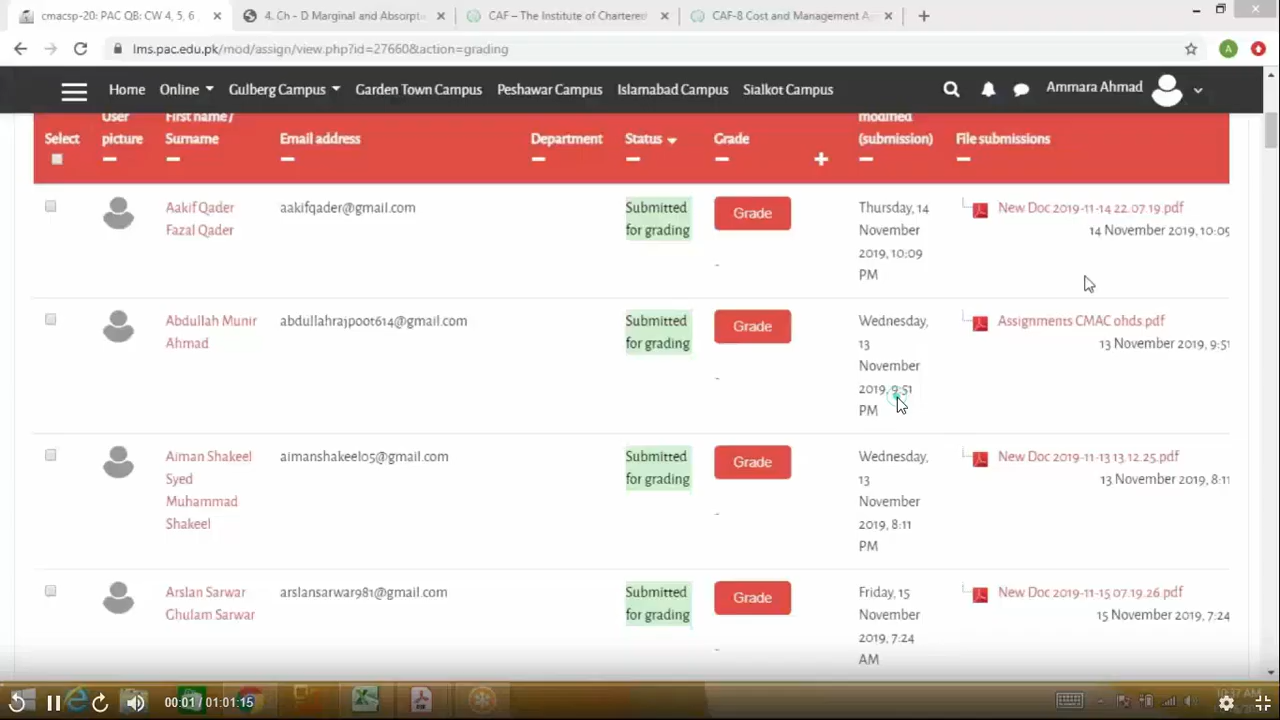 cmacsp-20: PAC QB: CW 4, 5, 6
4. Ch - D Marginal and Absorpt
CAF – The Institute of Chartere
CAF-8 Cost and Management A
lms.pac.edu.pk/mod/assign/view.php?id=27660&action=grading
A
Home Online Gulberg Campus Garden Town Campus Peshawar Campus Islamabad Campus Sialkot Campus Ammara Ahmad
Select
User picture
First name / Surname
Email address
Department
Status
Grade
modified (submission)
File submissions
Aakif Qader
Fazal Qader
aakifqader@gmail.com
Submitted
for grading
Grade
-
Thursday, 14
November
2019, 10:09
PM
New Doc 2019-11-14 22.07.19.pdf
14 November 2019, 10:09
Abdullah Munir
Ahmad
abdullahrajpoot614@gmail.com
Submitted
for grading
Grade
-
Wednesday,
13
November
2019, 9:51
PM
Assignments CMAC ohds.pdf
13 November 2019, 9:51
Aiman Shakeel
Syed
Muhammad
Shakeel
aimanshakeel05@gmail.com
Submitted
for grading
Grade
-
Wednesday,
13
November
2019, 8:11
PM
New Doc 2019-11-13 13.12.25.pdf
13 November 2019, 8:11
Arslan Sarwar
Ghulam Sarwar
arslansarwar981@gmail.com
Submitted
for grading
Grade
-
Friday, 15
November
2019, 7:24
AM
New Doc 2019-11-15 07.19.26.pdf
15 November 2019, 7:24
00:01 / 01:01:15
10:37 AM